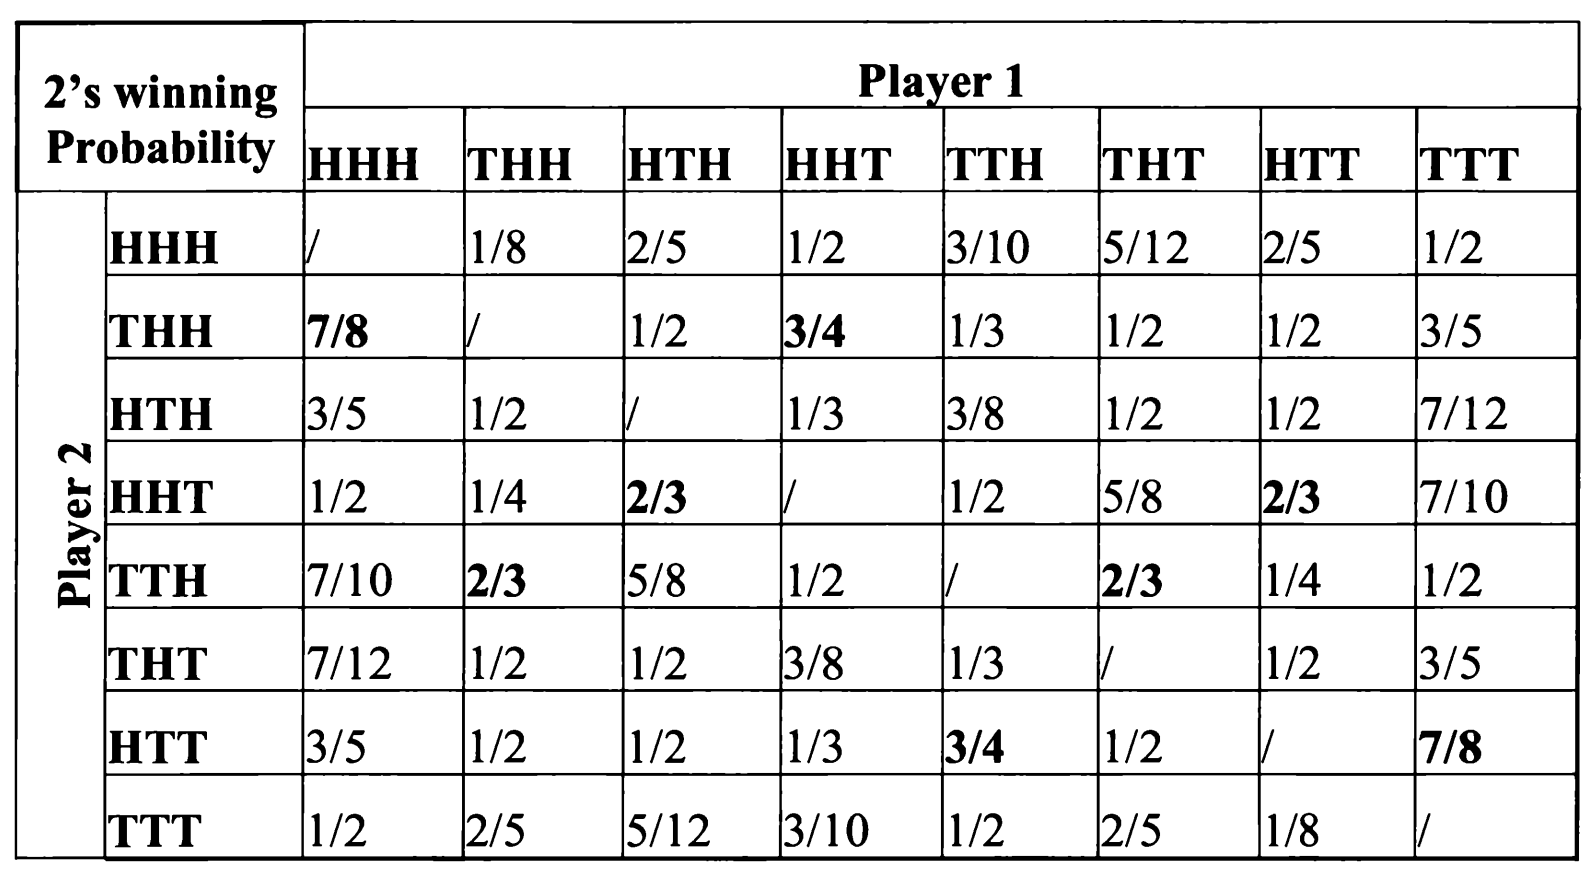 2's winning Probability Player 1
HHH THH HTH HHT TTH THT HTT TTT
Player 2
HHH / 1/8 2/5 1/2 3/10 5/12 2/5 1/2
THH 7/8 / 1/2 3/4 1/3 1/2 1/2 3/5
HTH 3/5 1/2 / 1/3 3/8 1/2 1/2 7/12
HHT 1/2 1/4 2/3 / 1/2 5/8 2/3 7/10
TTH 7/10 2/3 5/8 1/2 / 2/3 1/4 1/2
THT 7/12 1/2 1/2 3/8 1/3 / 1/2 3/5
HTT 3/5 1/2 1/2 1/3 3/4 1/2 / 7/8
TTT 1/2 2/5 5/12 3/10 1/2 2/5 1/8 /